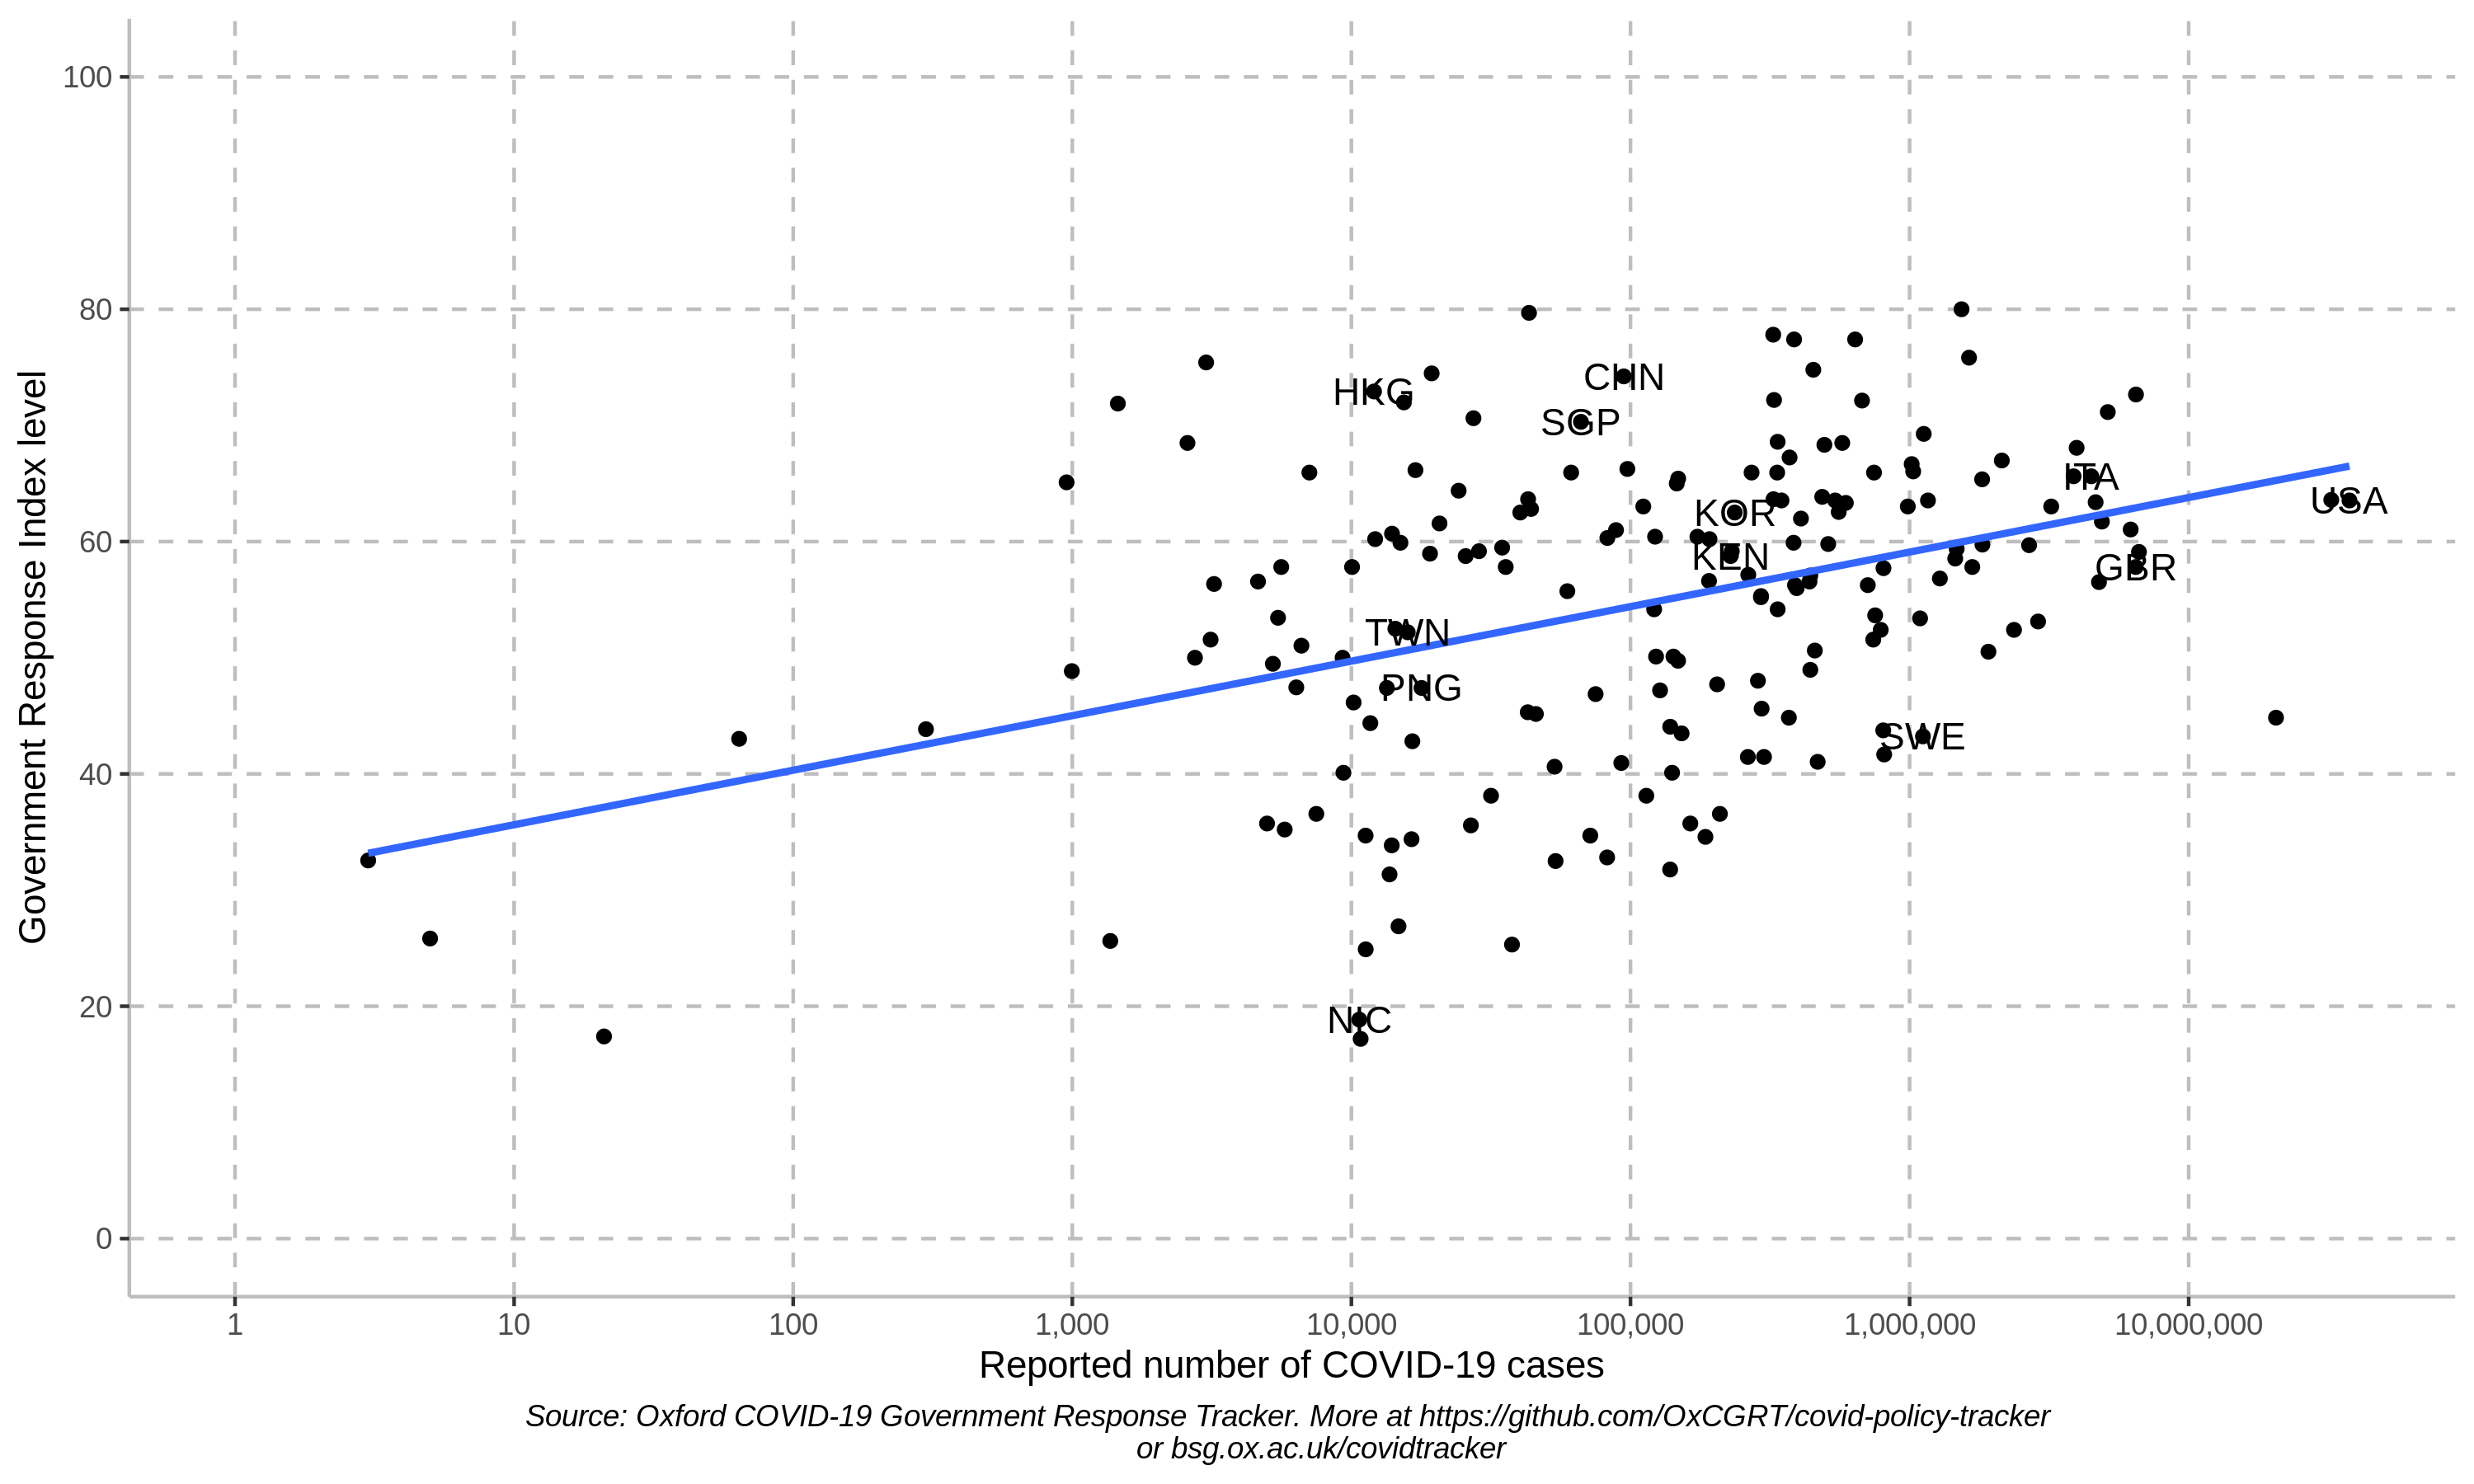 Government Response Index level
100
80
60
40
20
0
HKG
CHN
SGP
ITA
USA
KOR
KEN
GBR
TWN
PNG
SWE
NIC
1 10 100 1,000 10,000 100,000 1,000,000 10,000,000
Reported number of COVID-19 cases
Source: Oxford COVID-19 Government Response Tracker. More at https://github.com/OxCGRT/covid-policy-tracker
or bsg.ox.ac.uk/covidtracker